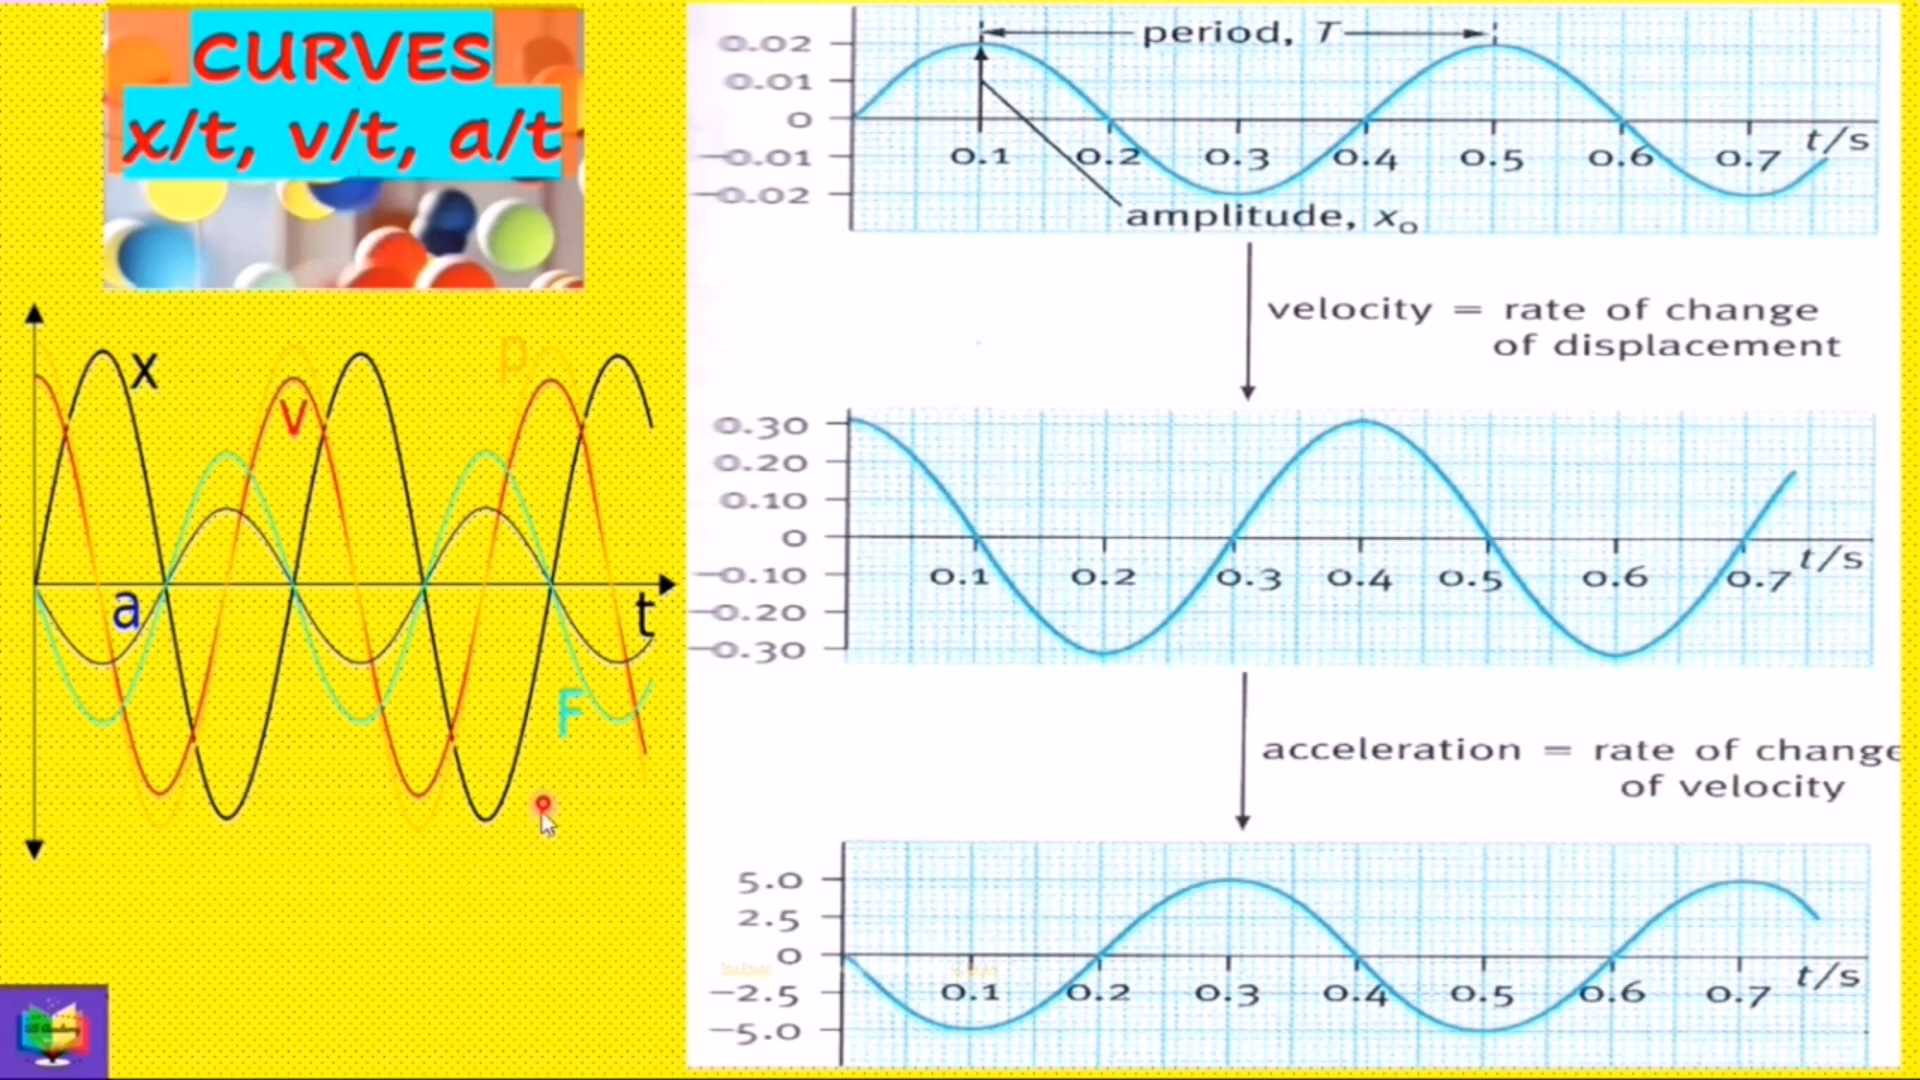 CURVES
x/t, v/t, a/t
x
p
v
a
t
F
period, T
0.02
0.01
0
−0.01
−0.02
0.1 0.2 0.3 0.4 0.5 0.6 0.7 t/s
amplitude, x₀
velocity = rate of change
of displacement
0.30
0.20
0.10
0
−0.10
−0.20
−0.30
0.1 0.2 0.3 0.4 0.5 0.6 0.7 t/s
acceleration = rate of change
of velocity
5.0
2.5
0
−2.5
−5.0
0.1 0.2 0.3 0.4 0.5 0.6 0.7 t/s